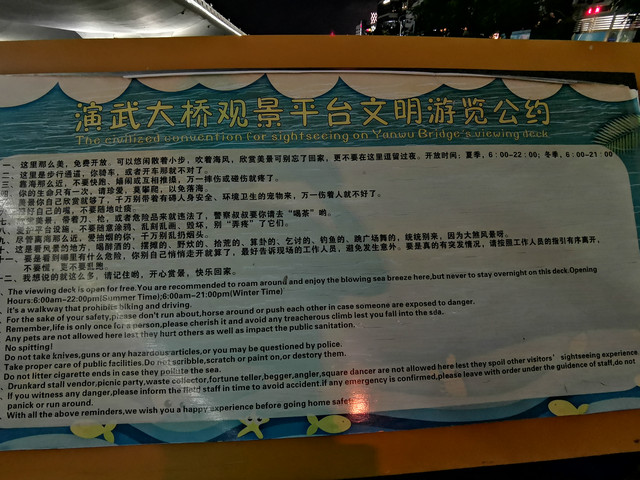 演武大桥观景平台文明游览公约
The civilized convention for sightseeing on Yanwu Bridge's viewing deck
一、这里那么美，免费开放，可以悠闲散着小步，吹着海风，欣赏美景可别忘了回家，更不要在这里逗留过夜。开放时间：夏季，6：00—22：00；冬季，6：00—21：00
二、这里是步行通道，你骑车，或者开车那就不对了。
三、靠海那么近，不要快跑、嬉闹或互相推搡，万一摔伤或碰伤就疼了。
四、你的生命只有一次，请珍爱，莫攀爬，以免落海。
景你自己欣赏就够了，千万别带着有碍人身安全、环境卫生的宠物来，万一伤着人就不好了。
好自己的嘴，不要随地吐痰。
美景，带着刀、枪，或者危险品来就违法了，警察叔叔要你请去“喝茶”哟。
平台设施，不要随意涂鸦、乱刻乱画、毁坏，别“弄疼”了它们。
九、尽管离海那么近，爱抽烟的你，千万别乱扔烟头。
十、这是看风景的地方，喝醉酒的、摆摊的、野炊的、拾荒的、算卦的、乞讨的、钓鱼的、跳广场舞的，统统别来，因为大煞风景呀。
要是看到哪里有什么危险，你别自己悄悄走开就算了，最好告诉现场的工作人员，避免发生意外。要是真的有突发情况，请按照工作人员的指引有序离开，
不要慌，更不要乱跑
二、我想说的就这么多，请记住哟，开心赏景，快乐回家。
The viewing deck is open for free.You are recommended to roam around and enjoy the blowing sea breeze here,but never to stay overnight on this deck.Opening
Hours:6:00am-22:00pm(Summer Time);6:00am-21:00pm(Winter Time)
it's a walkway that prohibits biking and driving.
For the sake of your safety,please don't run about,horse around or push each other in case someone are exposed to danger.
Remember,life is only once for a person,please cherish it and avoid any treacherous climb lest you fall into the sda.
Any pets are not allowed here lest they hurt others as well as impact the public sanitation.
No spitting!
Do not take knives,guns or any hazardous articles,or you may be questioned by police.
Take proper care of public facilities.Do not scribble,scratch or paint on,or destory them.
Do not litter cigarette ends in case they pollute the sea.
Drunkard stall vendor,picnic party,waste collector,fortune teller,begger,angler,square dancer are not allowed here lest they spoil other visitors' sightseeing experience
If you witness any danger,please inform the field staff in time to avoid accident.If any emergency is confirmed,please leave with order under the guidence of staff,do not
panic or run around.
With all the above reminders,we wish you a happy experience before going home safe